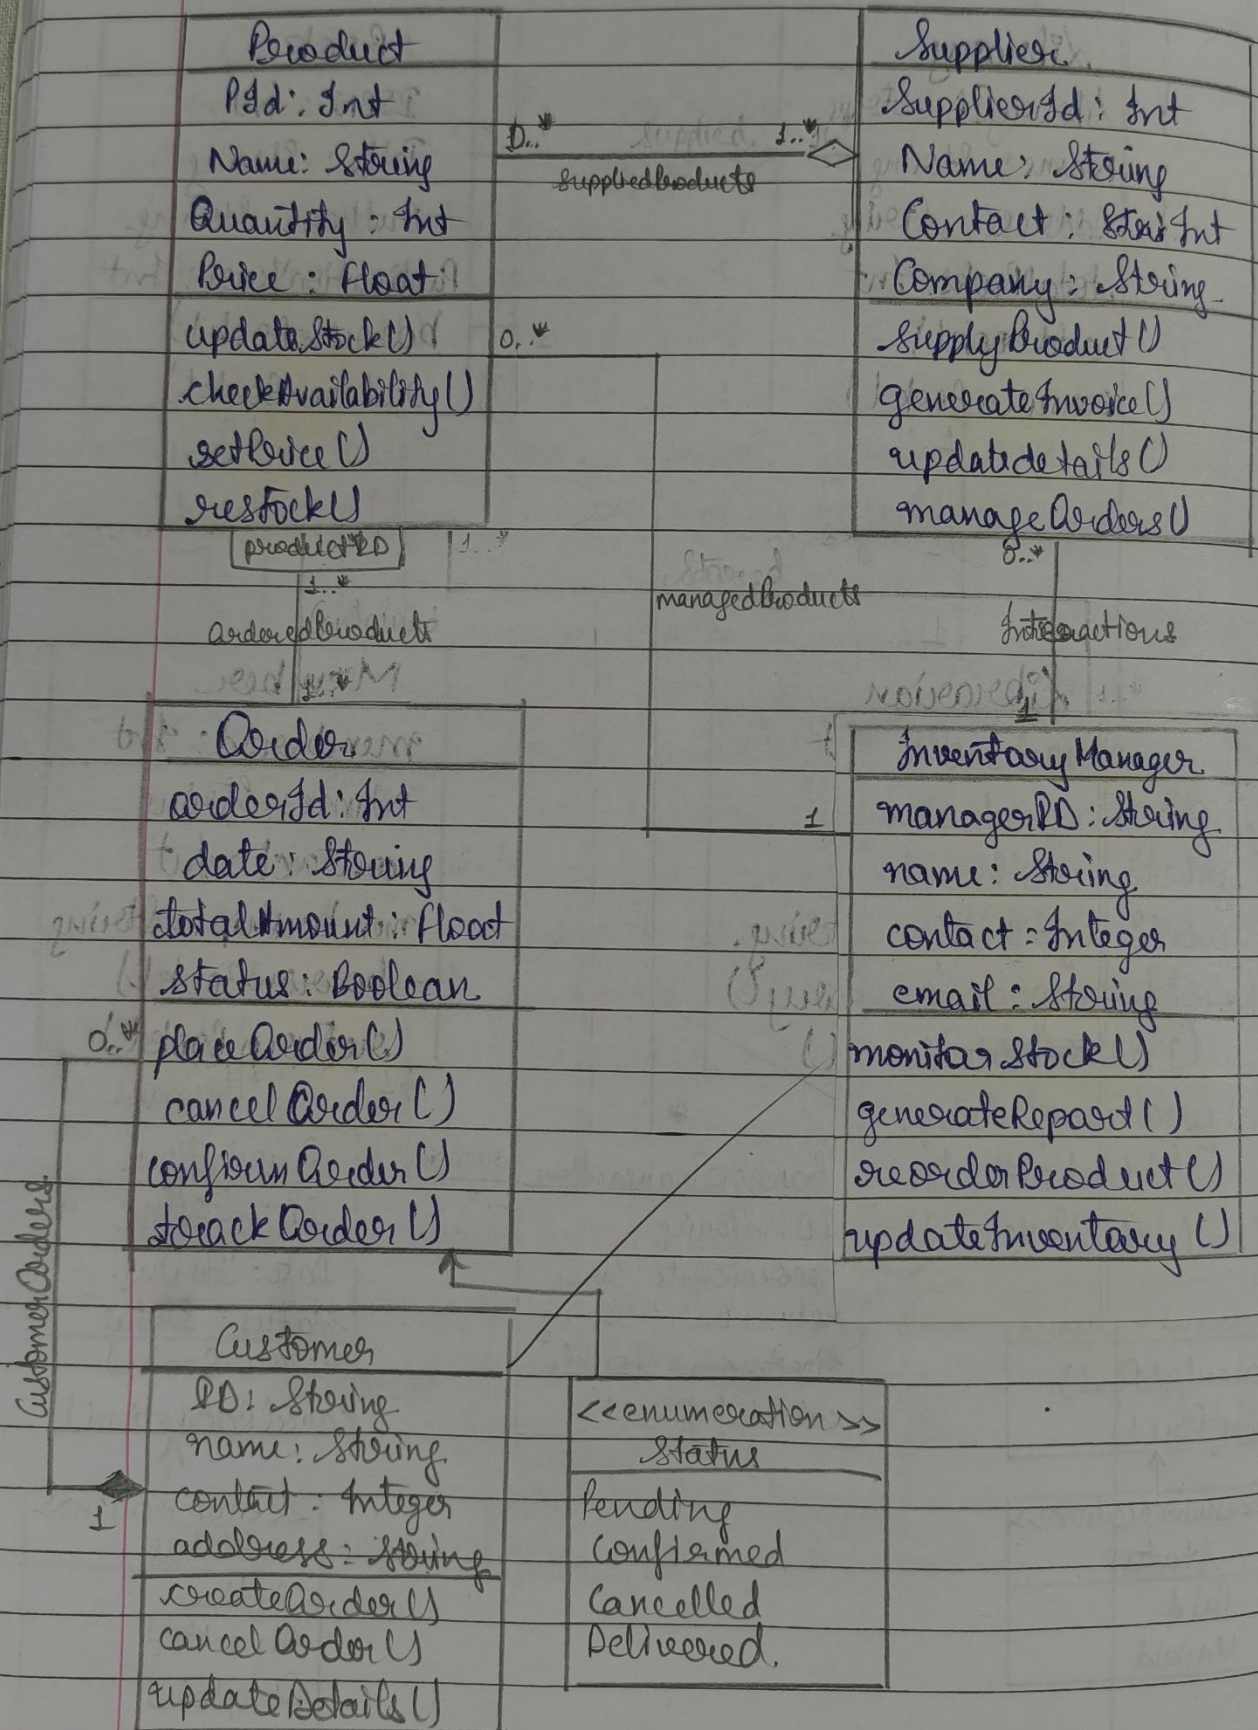 Product
PId: Int
Name: String
Quantity: Int
Price: Float
updateStock()
checkAvailability()
setPrice()
restock()
0..*
1..*
suppliedProducts
Supplier
SupplierId: Int
Name: String
Contact: Int
Company: String
supplyProduct()
generateInvoice()
updatedetails()
manageOrders()
0..*
managedProducts
1
productID
1..*
1..*
orderedProducts
1..*
0..*
Interactions
1
Order
orderId: Int
date: String
totalAmount: Float
status: Boolean
placeOrder()
cancelOrder()
confirmOrder()
trackOrder()
InventoryManager
managerID: String
name: String
contact: Integer
email: String
monitorStock()
generateReport()
reorderProduct()
updateInventory()
0..*
CustomerOrders
1
Customer
ID: String
name: String
contact: Integer
address: String
createOrder()
cancelOrder()
updateDetails()
<<enumeration>>
Status
Pending
Confirmed
Cancelled
Delivered.